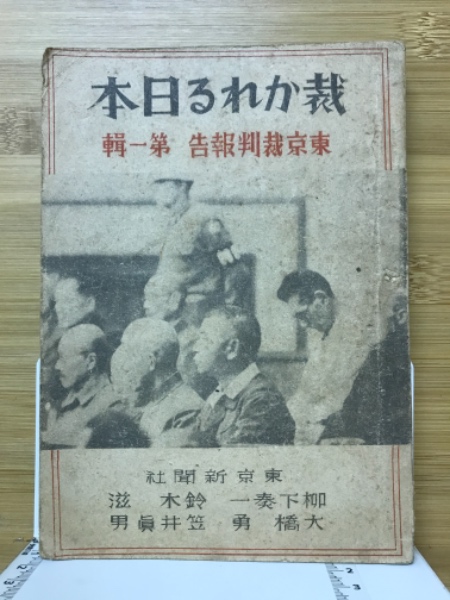 裁かれる日本
東京裁判報告 第一輯
東京新聞社
柳下奏一 鈴木 滋
大橋 勇 笠井眞男